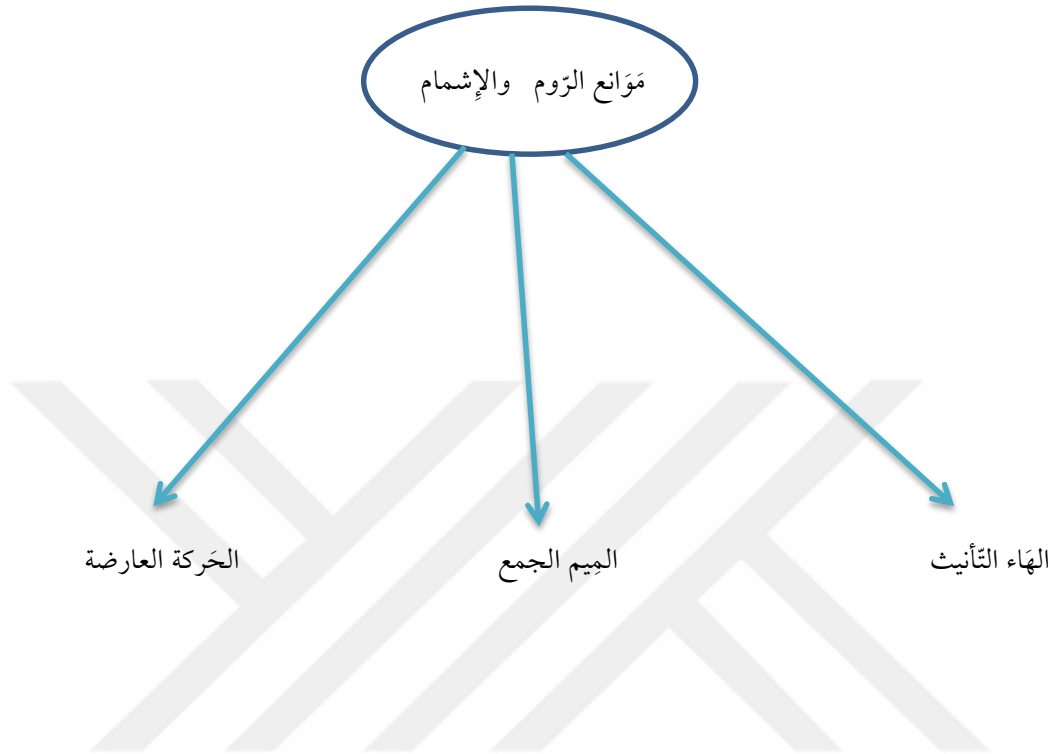 مَوَانع الرّوم والإِشمام
الهَاء التّأنيث
المِيم الجمع
الحَركة العارضة